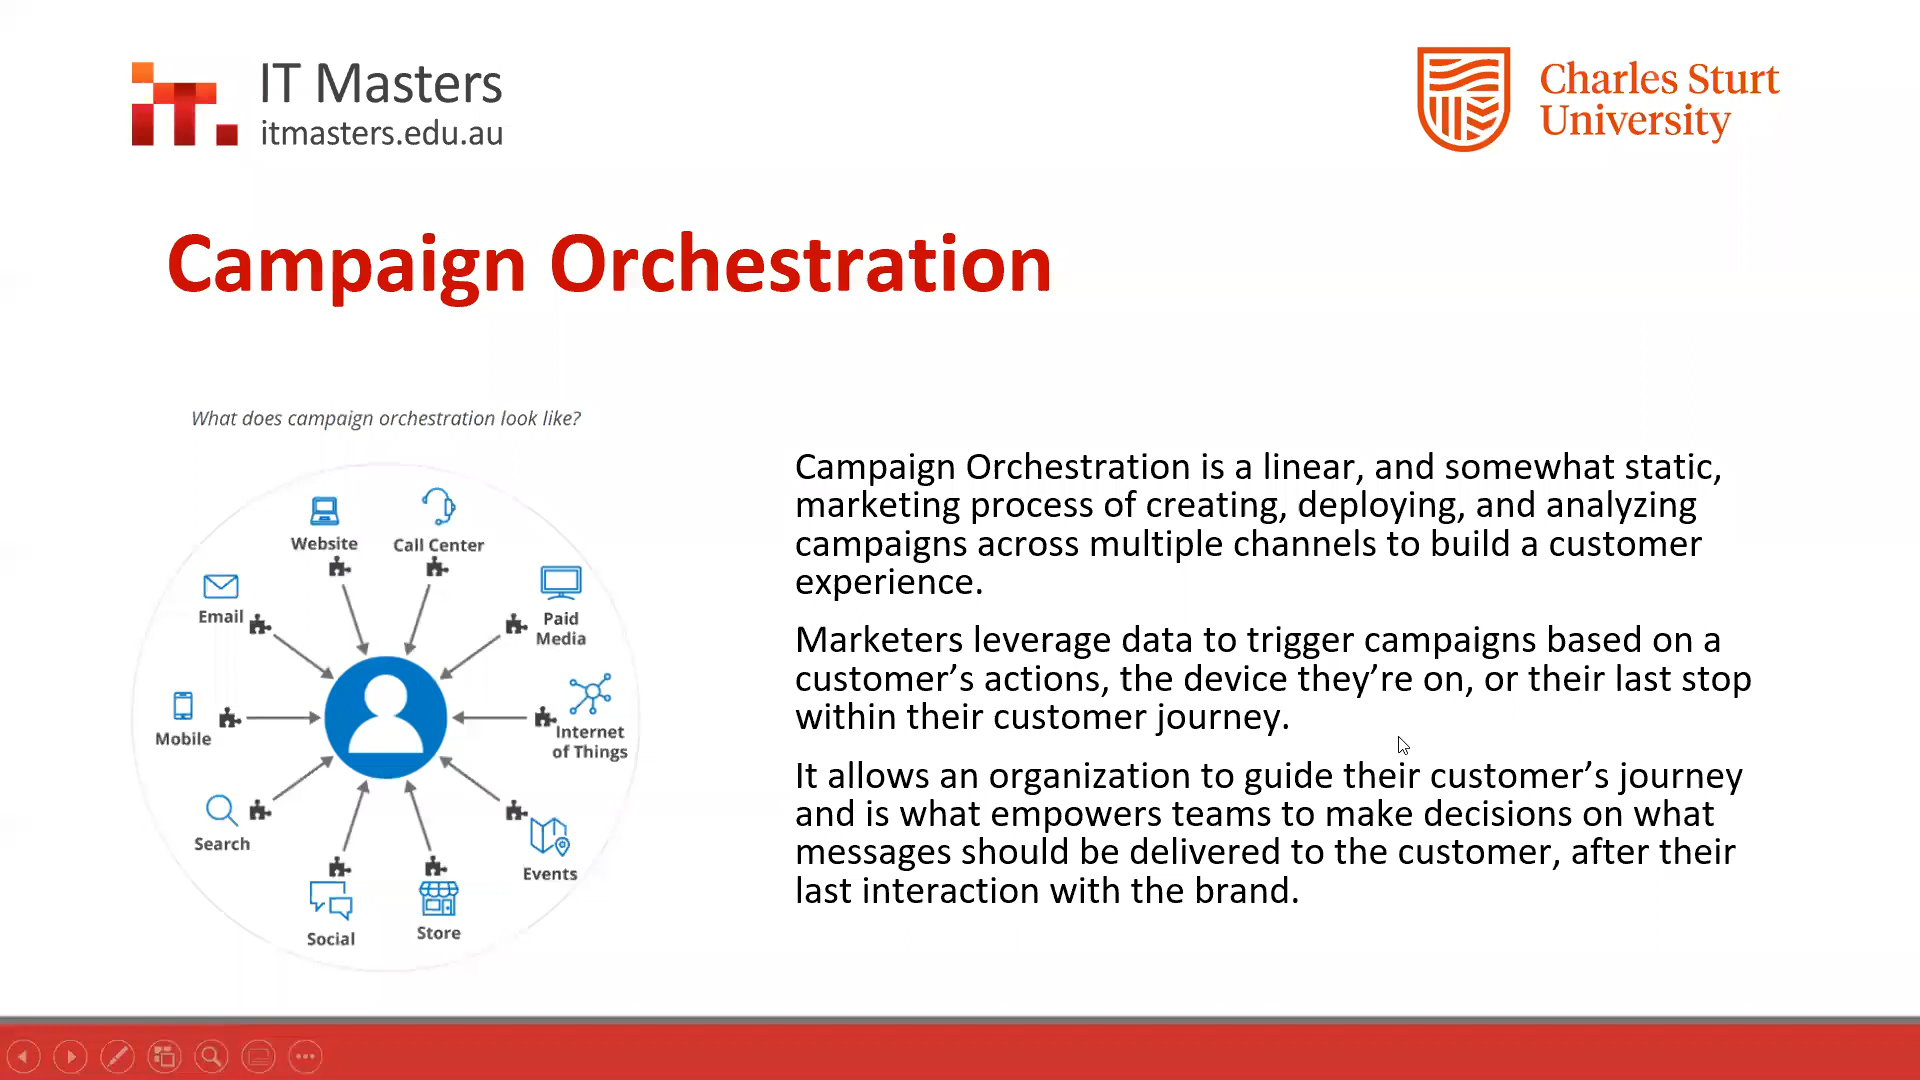 IT Masters
itmasters.edu.au
Charles Sturt
University
Campaign Orchestration
What does campaign orchestration look like?
Website
Call Center
Email
Paid
Media
Mobile
Internet
of Things
Search
Events
Social
Store
Campaign Orchestration is a linear, and somewhat static,
marketing process of creating, deploying, and analyzing
campaigns across multiple channels to build a customer
experience.
Marketers leverage data to trigger campaigns based on a
customer’s actions, the device they’re on, or their last stop
within their customer journey.
It allows an organization to guide their customer’s journey
and is what empowers teams to make decisions on what
messages should be delivered to the customer, after their
last interaction with the brand.